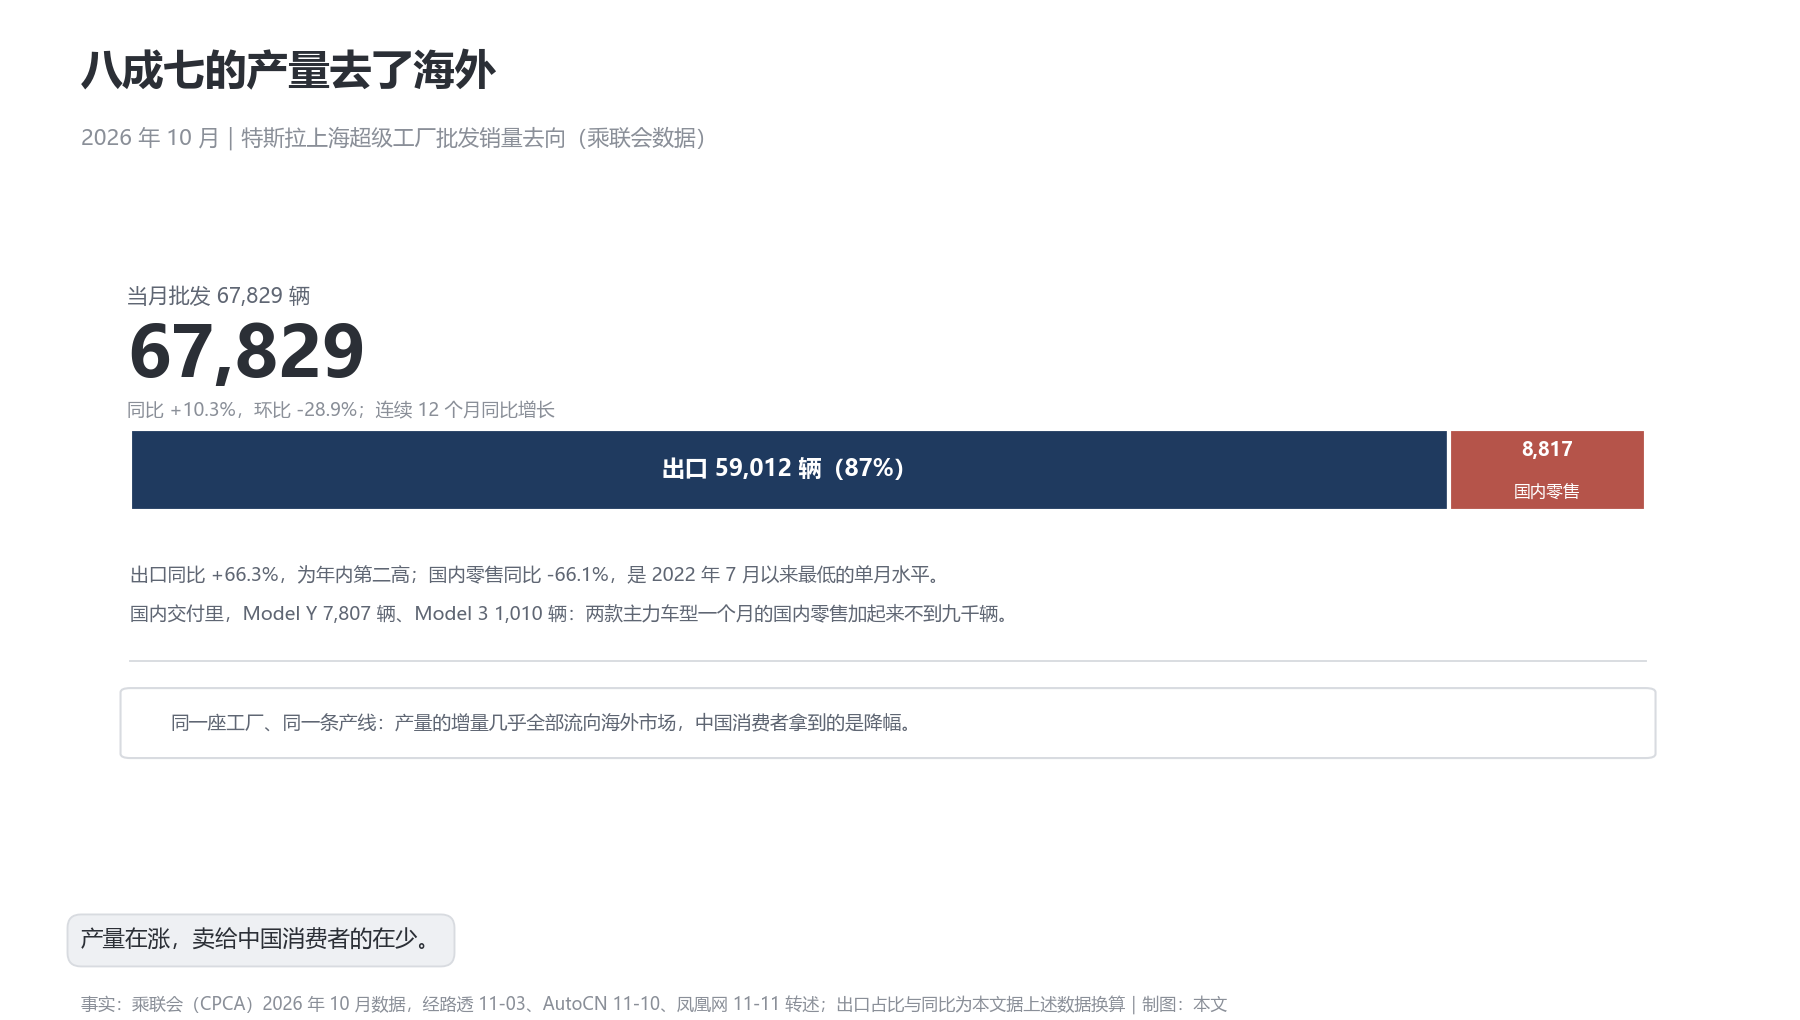 八成七的产量去了海外
2026 年 10 月 | 特斯拉上海超级工厂批发销量去向（乘联会数据）
当月批发 67,829 辆
67,829
同比 +10.3%，环比 -28.9%；连续 12 个月同比增长
出口 59,012 辆（87%）
8,817
国内零售
出口同比 +66.3%，为年内第二高；国内零售同比 -66.1%，是 2022 年 7 月以来最低的单月水平。
国内交付里，Model Y 7,807 辆、Model 3 1,010 辆：两款主力车型一个月的国内零售加起来不到九千辆。
同一座工厂、同一条产线：产量的增量几乎全部流向海外市场，中国消费者拿到的是降幅。
产量在涨，卖给中国消费者的在少。
事实：乘联会（CPCA）2026 年 10 月数据，经路透 11-03、AutoCN 11-10、凤凰网 11-11 转述；出口占比与同比为本文据上述数据换算 | 制图：本文